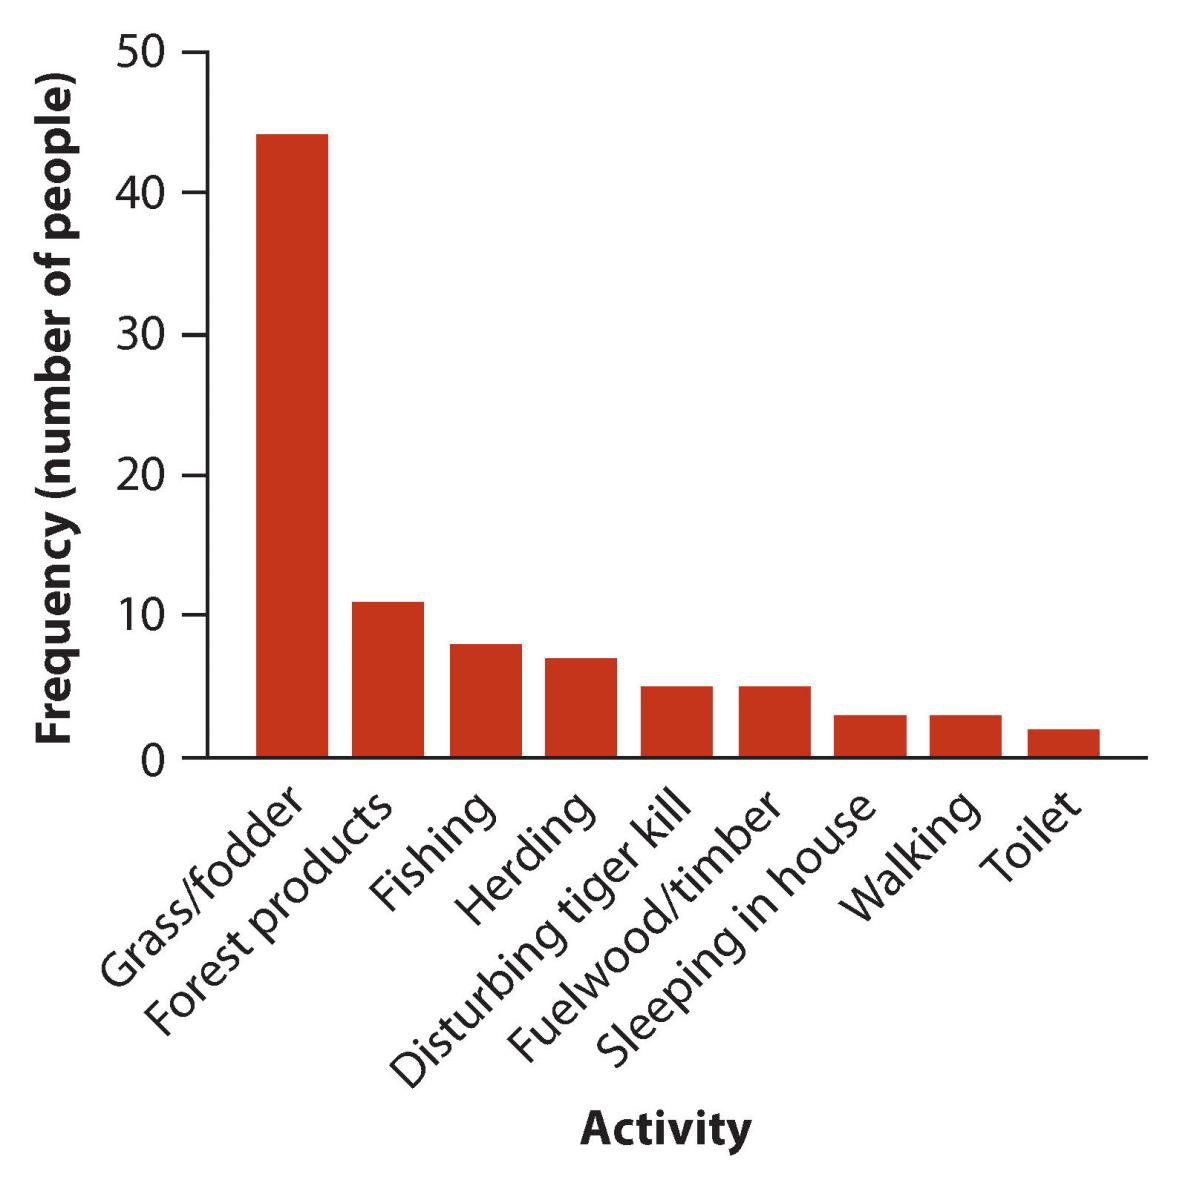 Frequency (number of people)
50
40
30
20
10
0
Grass/fodder
Forest products
Fishing
Herding
Disturbing tiger kill
Fuelwood/timber
Sleeping in house
Walking
Toilet
Activity